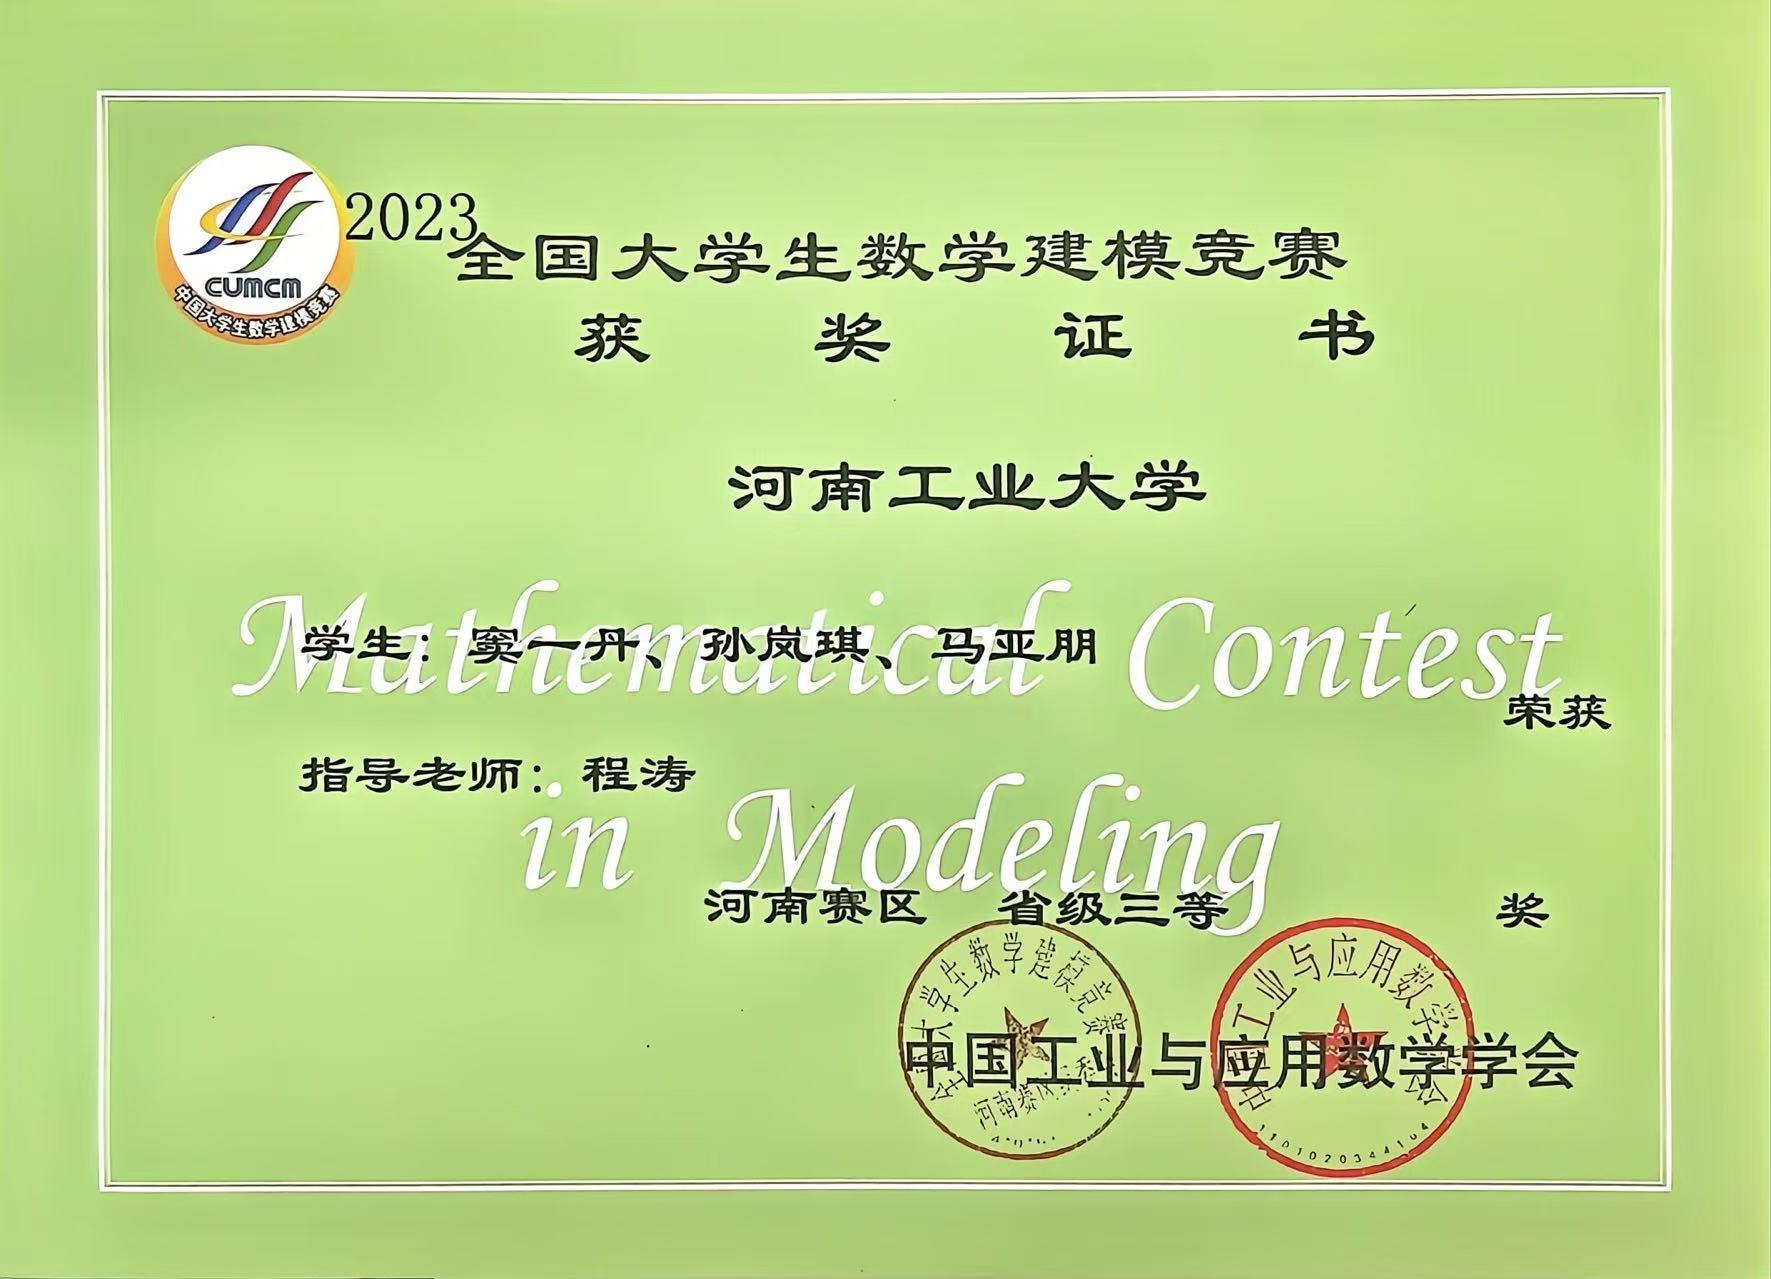 CUMCM
中国大学生数学建模竞赛
2023
全国大学生数学建模竞赛
获奖证书
河南工业大学
Mathematical Contest
学生：窦一丹、孙岚琪、马亚朋
荣获
指导老师：程涛
in Modeling
河南赛区 省级三等 奖
全国大学生数学建模竞赛
中国工业与应用数学学会
中国工业与应用数学学会
1101020344104